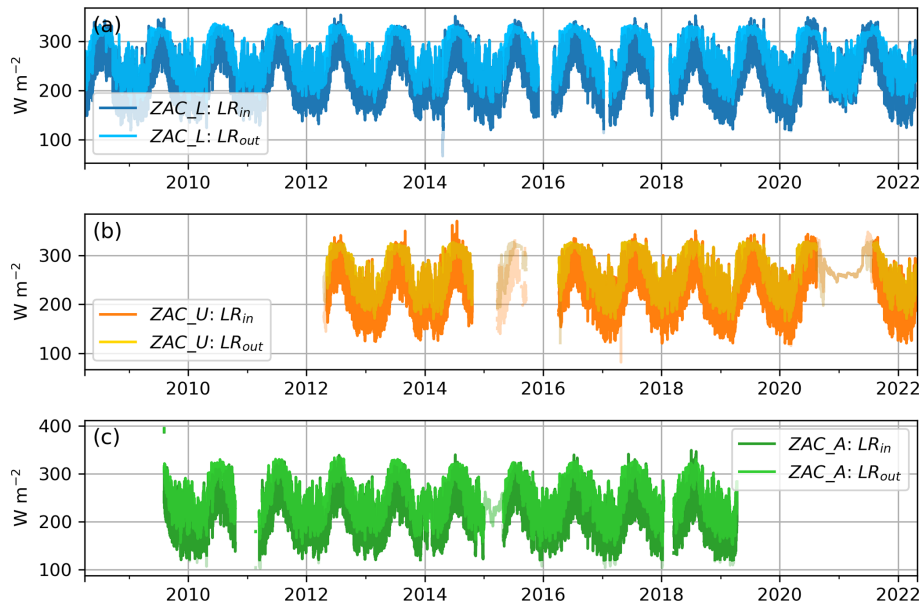 (a)
300
200
100
W m⁻²
ZAC_L: LR_in
ZAC_L: LR_out
2010 2012 2014 2016 2018 2020 2022
(b)
300
200
100
W m⁻²
ZAC_U: LR_in
ZAC_U: LR_out
2010 2012 2014 2016 2018 2020 2022
(c)
400
300
200
100
W m⁻²
ZAC_A: LR_in
ZAC_A: LR_out
2010 2012 2014 2016 2018 2020 2022